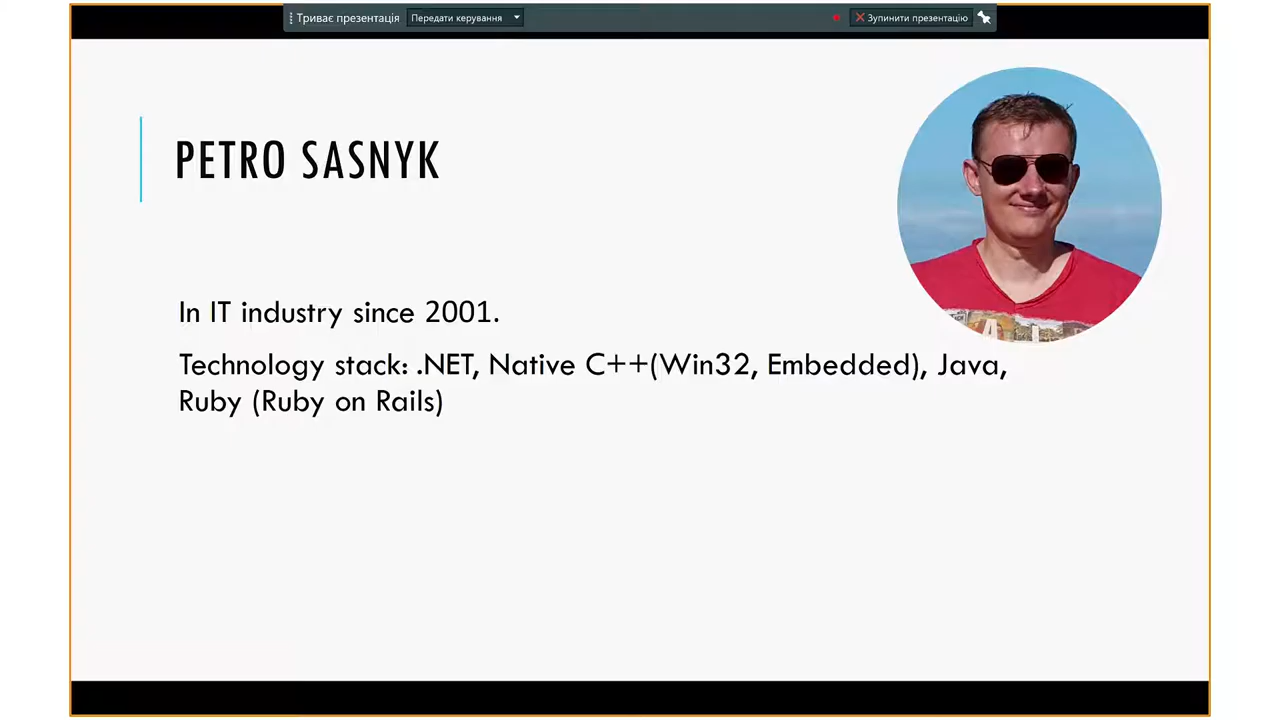 Триває презентація Передати керування Зупинити презентацію
PETRO SASNYK
In IT industry since 2001.
Technology stack: .NET, Native C++(Win32, Embedded), Java,
Ruby (Ruby on Rails)